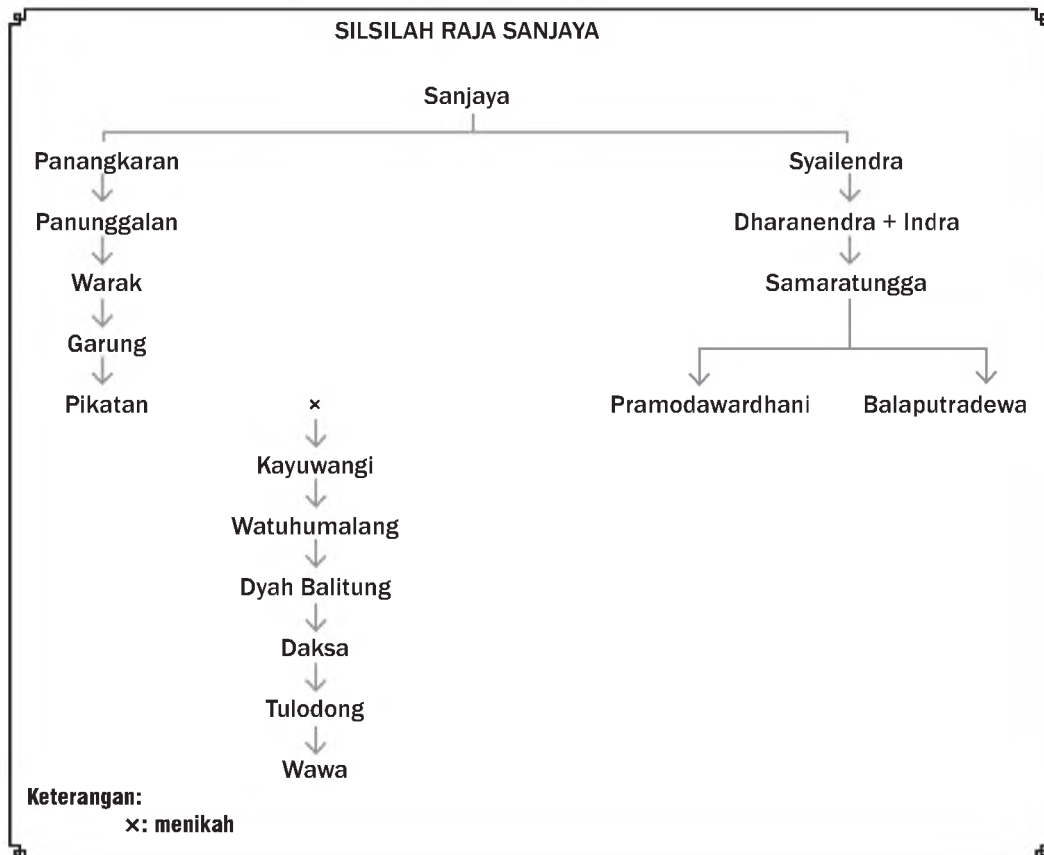 SILSILAH RAJA SANJAYA
Sanjaya
Panangkaran Syailendra
Panunggalan Dharanendra + Indra
Warak Samaratungga
Garung
Pikatan × Pramodawardhani Balaputradewa
Kayuwangi
Watuhumalang
Dyah Balitung
Daksa
Tulodong
Wawa
Keterangan:
×: menikah